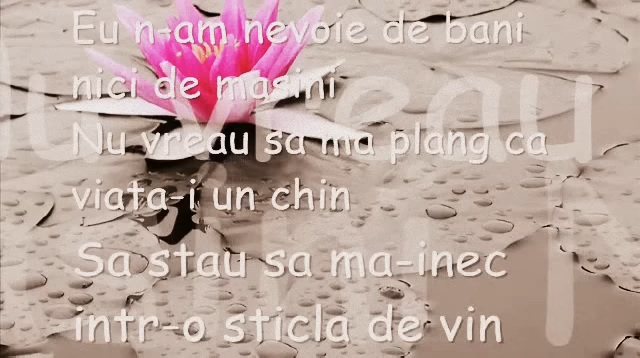 Eu n-am nevoie de bani
nici de masini
Nu vreau sa ma plang ca
viata-i un chin
Sa stau sa ma-inec
intr-o sticla de vin